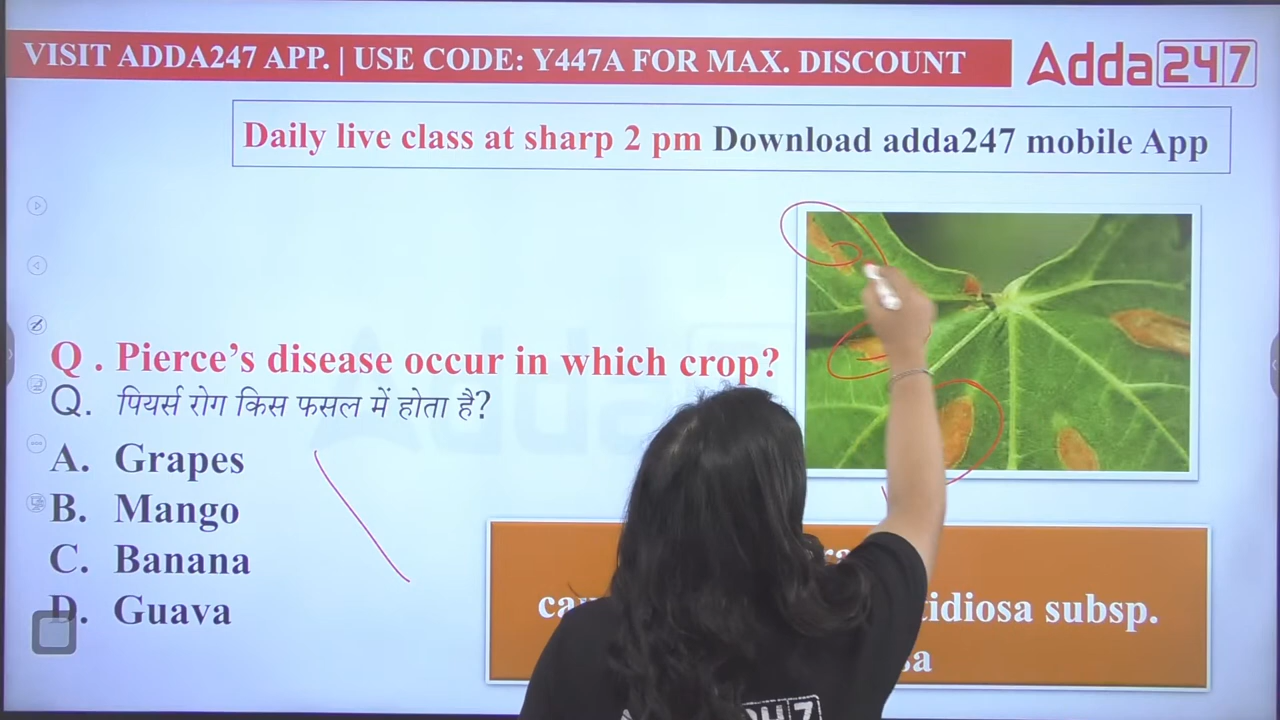 VISIT ADDA247 APP. | USE CODE: Y447A FOR MAX. DISCOUNT
Adda247
Daily live class at sharp 2 pm Download adda247 mobile App
Q . Pierce’s disease occur in which crop?
Q. पियर्स रोग किस फसल में होता है?
A. Grapes
B. Mango
C. Banana
D. Guava
subsp.